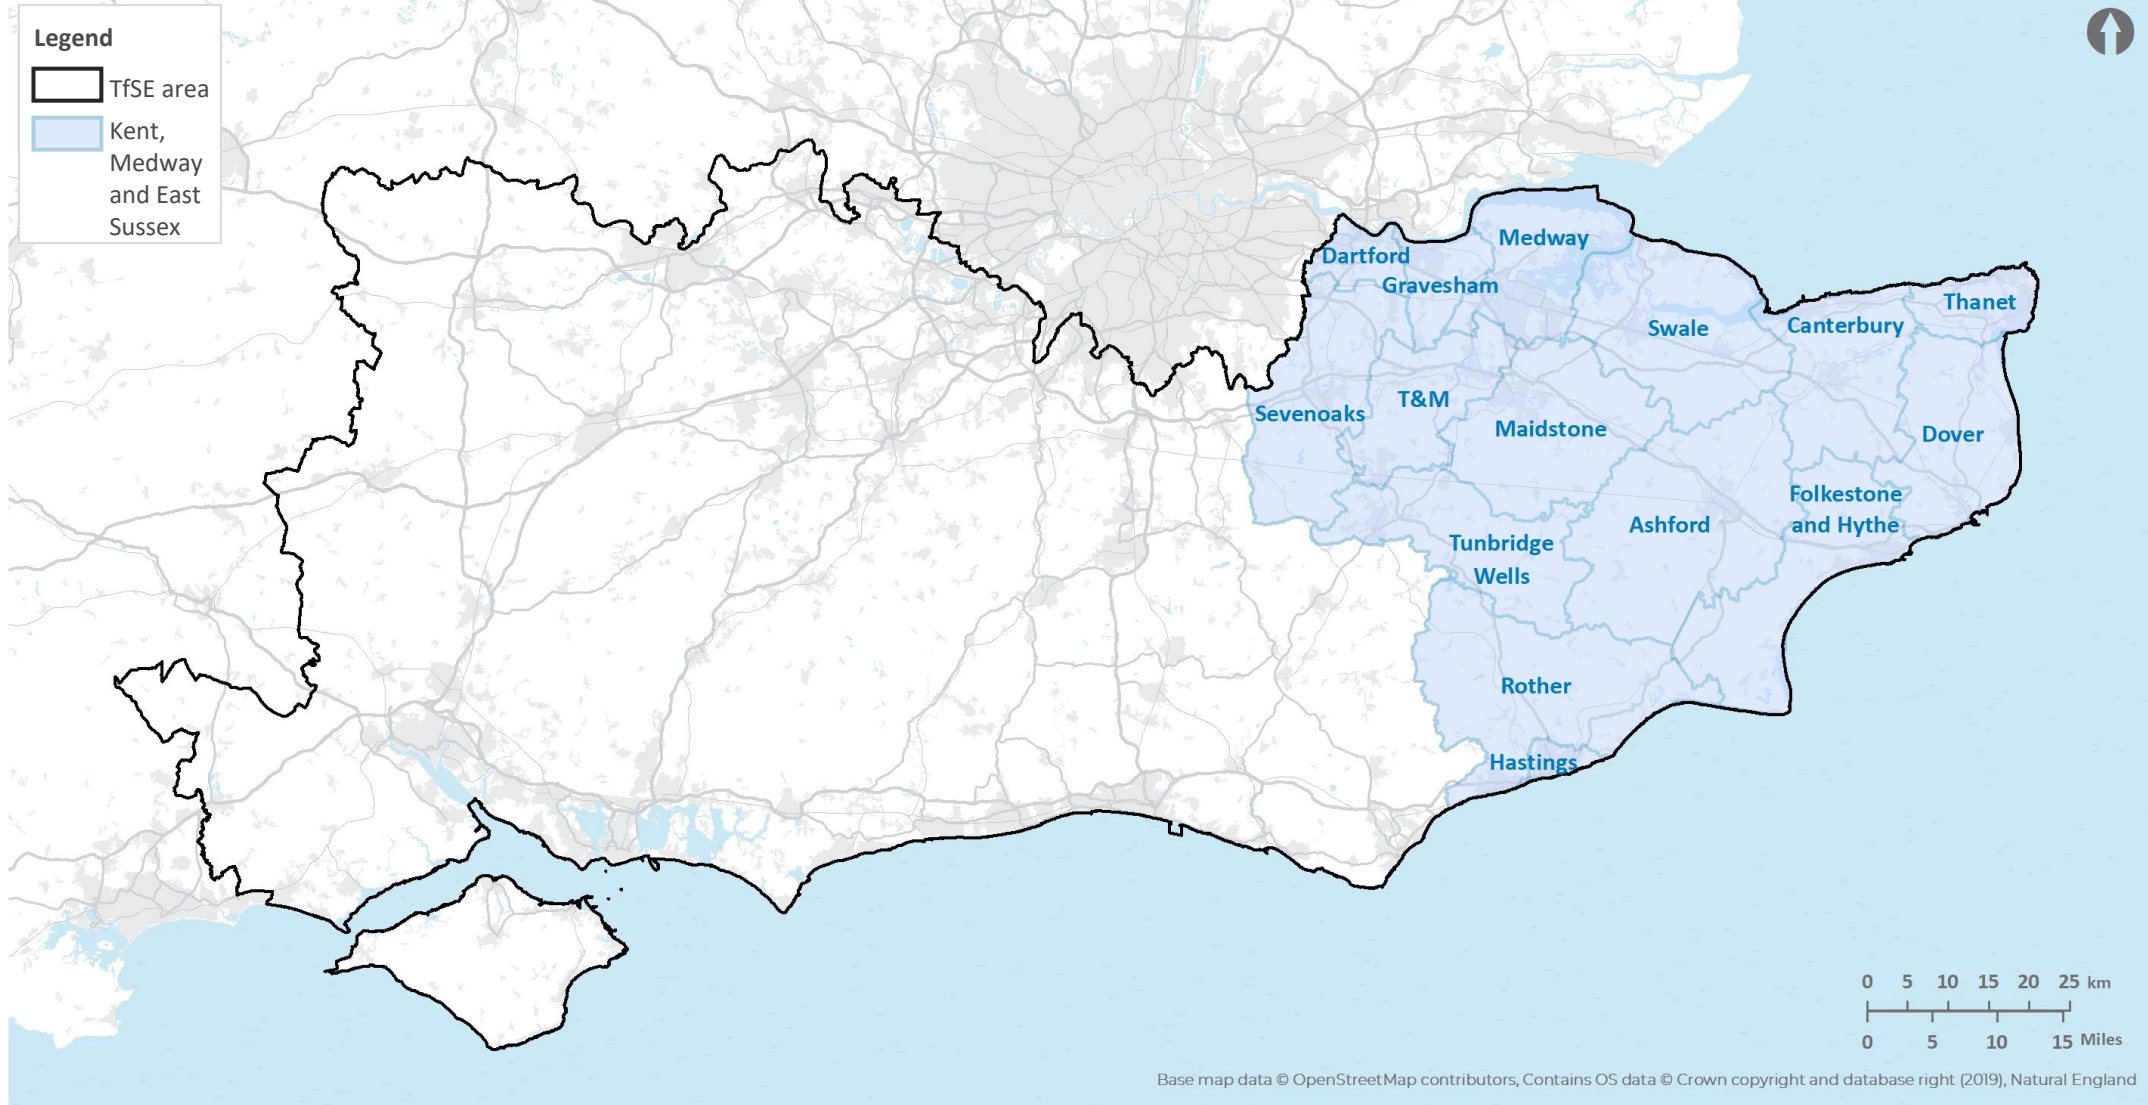 Legend
TfSE area
Kent,
Medway
and East
Sussex
Medway
Dartford
Gravesham
Thanet
Swale
Canterbury
T&M
Sevenoaks
Maidstone
Dover
Folkestone
and Hythe
Ashford
Tunbridge
Wells
Rother
Hastings
0 5 10 15 20 25 km
0 5 10 15 Miles
Base map data © OpenStreetMap contributors, Contains OS data © Crown copyright and database right (2019), Natural England